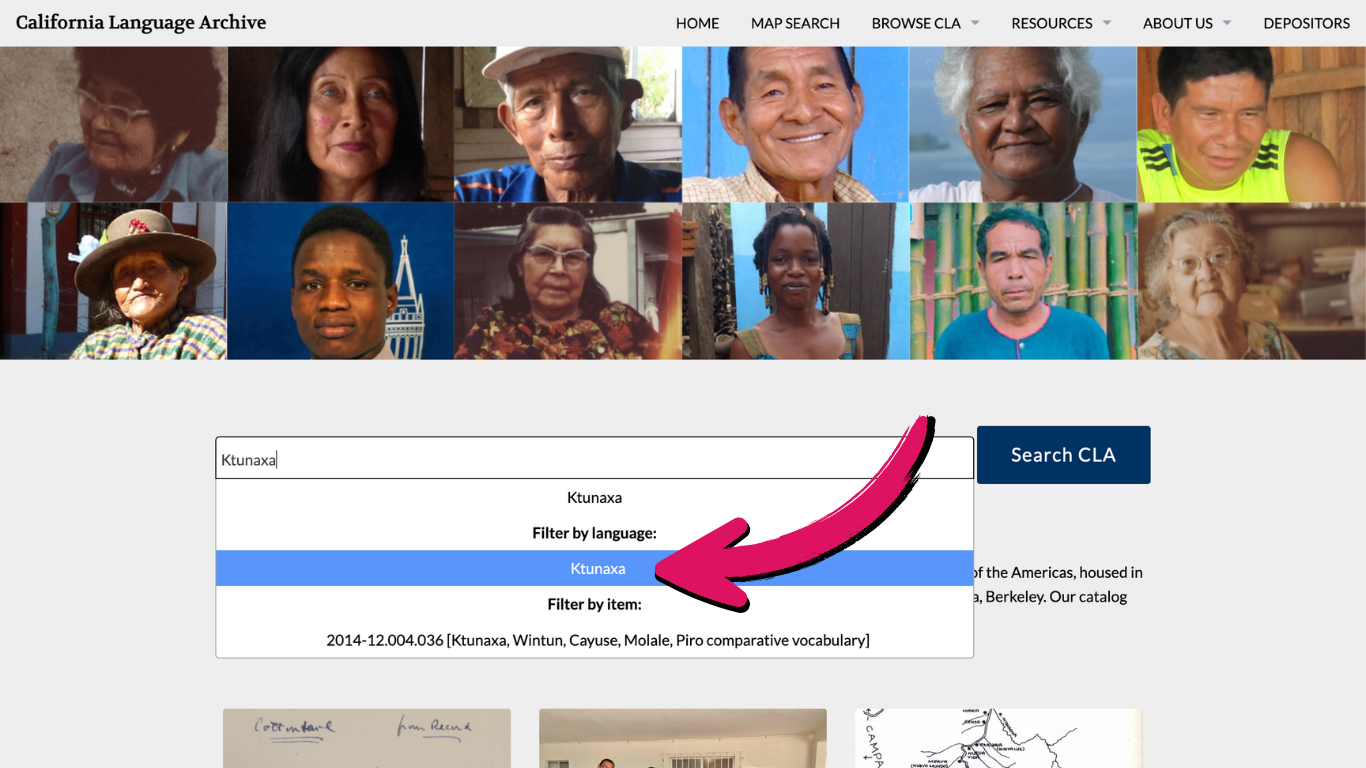 California Language Archive
HOME MAP SEARCH BROWSE CLA RESOURCES ABOUT US DEPOSITORS
Ktunaxa
Search CLA
Ktunaxa
Filter by language:
Ktunaxa
of the Americas, housed in
Filter by item:
Berkeley. Our catalog
2014-12.004.036 [Ktunaxa, Wintun, Cayuse, Molale, Piro comparative vocabulary]
from Record
CAMPA